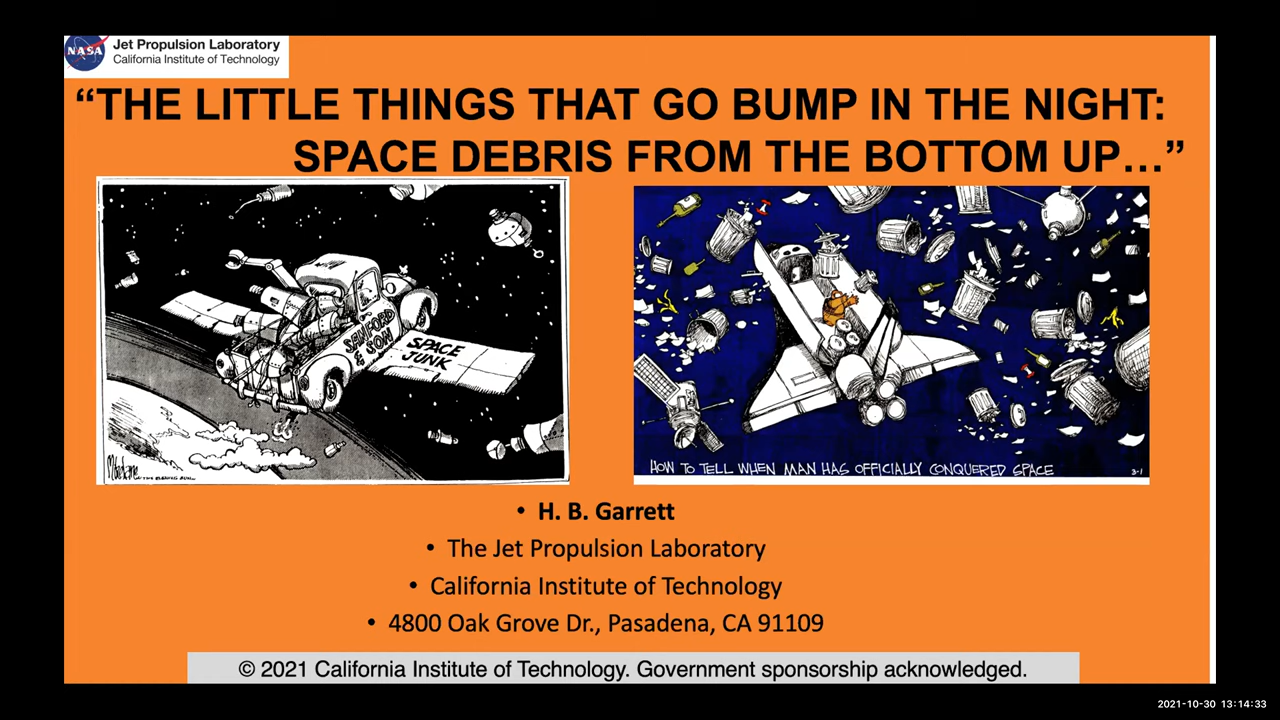 NASA
Jet Propulsion Laboratory
California Institute of Technology
“THE LITTLE THINGS THAT GO BUMP IN THE NIGHT:
SPACE DEBRIS FROM THE BOTTOM UP…”
SANFORD
& SON
SPACE
JUNK
HOW TO TELL WHEN MAN HAS OFFICIALLY CONQUERED SPACE
3-1
• H. B. Garrett
• The Jet Propulsion Laboratory
• California Institute of Technology
• 4800 Oak Grove Dr., Pasadena, CA 91109
© 2021 California Institute of Technology. Government sponsorship acknowledged.
2021-10-30 13:14:33